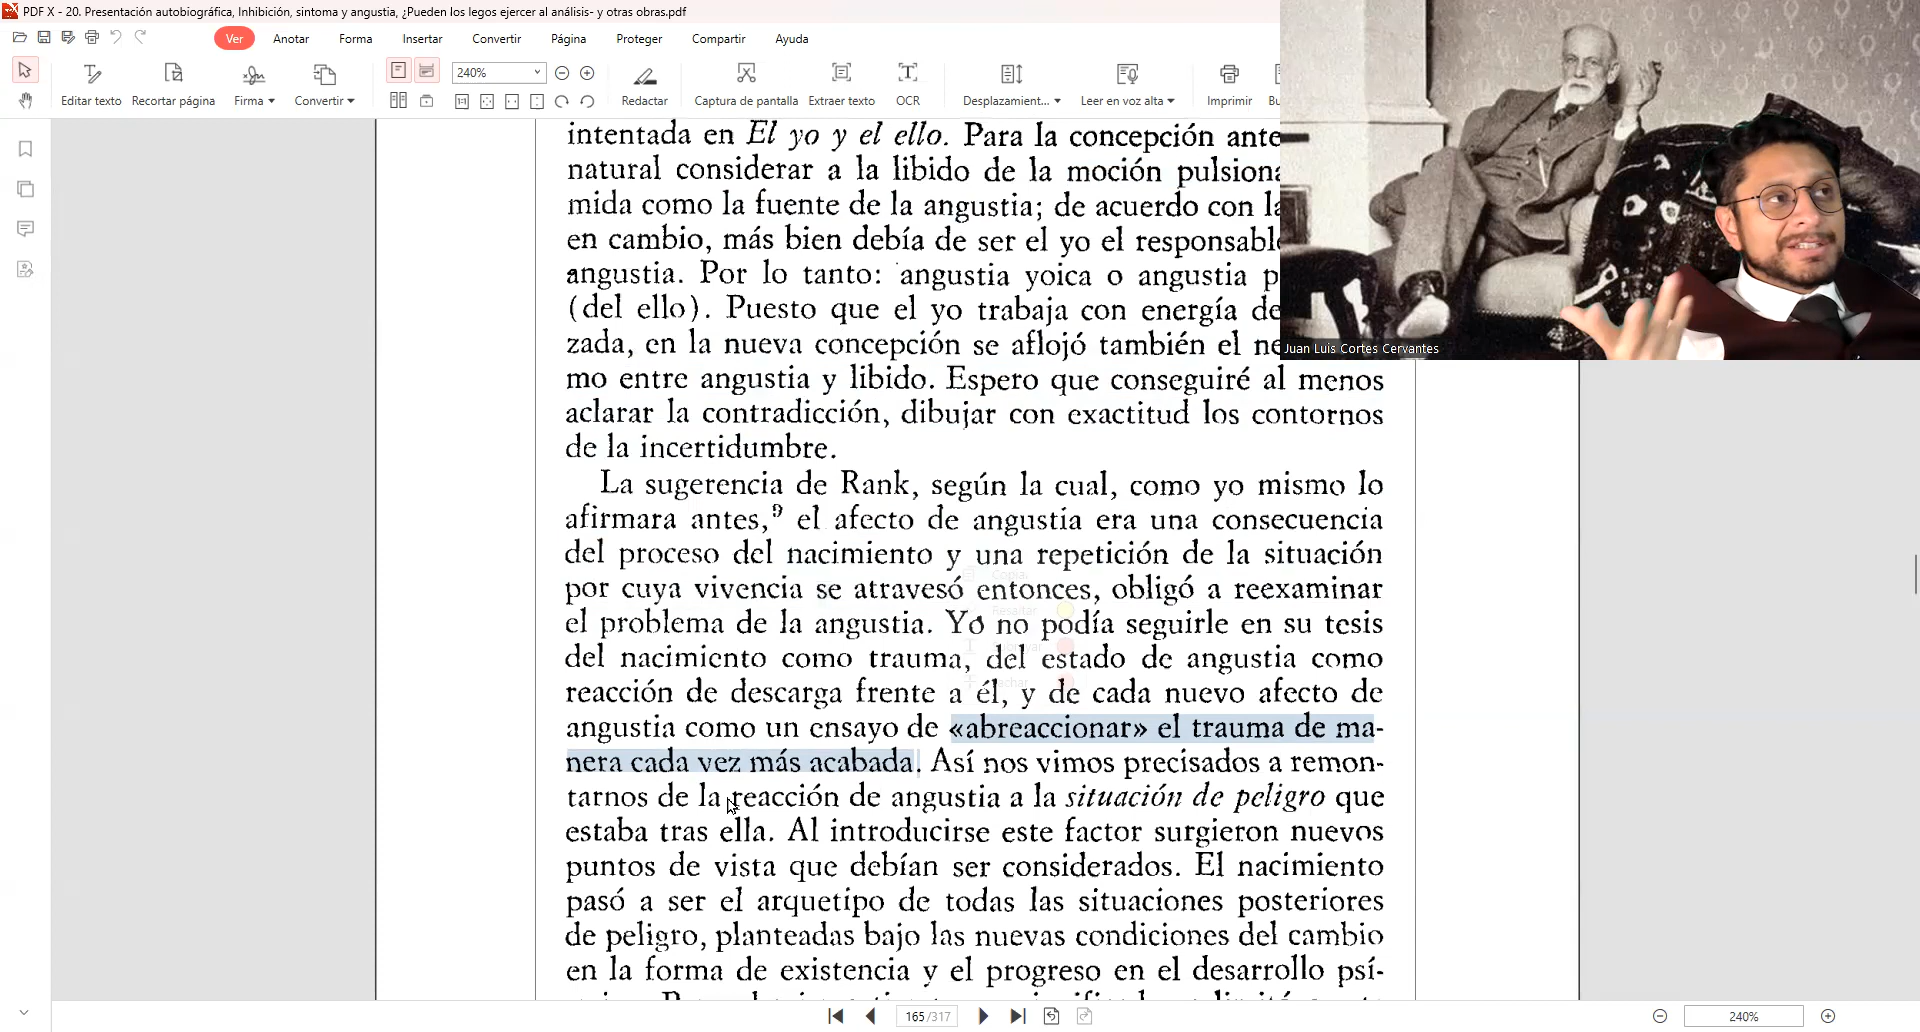 PDF X - 20. Presentación autobiográfica, Inhibición, sintoma y angustia, ¿Pueden los legos ejercer al análisis- y otras obras.pdf
Ver Anotar Forma Insertar Convertir Página Proteger Compartir Ayuda
240%
Editar texto Recortar página Firma Convertir Redactar Captura de pantalla Extraer texto OCR Desplazamient... Leer en voz alta Imprimir Bu
intentada en El yo y el ello. Para la concepción ante
natural considerar a la libido de la moción pulsiona
mida como la fuente de la angustia; de acuerdo con la
en cambio, más bien debía de ser el yo el responsable
angustia. Por lo tanto: angustia yoica o angustia p
(del ello). Puesto que el yo trabaja con energía de
zada, en la nueva concepción se aflojó también el ne
mo entre angustia y libido. Espero que conseguiré al menos
aclarar la contradicción, dibujar con exactitud los contornos
de la incertidumbre.
La sugerencia de Rank, según la cual, como yo mismo lo
afirmara antes,⁹ el afecto de angustia era una consecuencia
del proceso del nacimiento y una repetición de la situación
por cuya vivencia se atravesó entonces, obligó a reexaminar
el problema de la angustia. Yo no podía seguirle en su tesis
del nacimiento como trauma, del estado de angustia como
reacción de descarga frente a él, y de cada nuevo afecto de
angustia como un ensayo de «abreaccionar» el trauma de ma-
nera cada vez más acabada. Así nos vimos precisados a remon-
tarnos de la reacción de angustia a la situación de peligro que
estaba tras ella. Al introducirse este factor surgieron nuevos
puntos de vista que debían ser considerados. El nacimiento
pasó a ser el arquetipo de todas las situaciones posteriores
de peligro, planteadas bajo las nuevas condiciones del cambio
en la forma de existencia y el progreso en el desarrollo psí-
Juan Luis Cortes Cervantes
165/317
240%